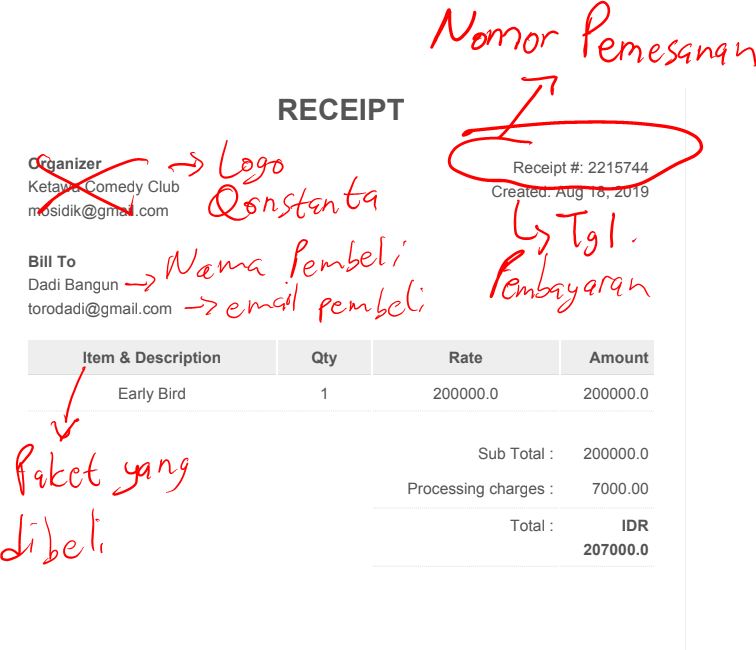 Nomor Pemesanan
RECEIPT
Organizer
Ketawa Comedy Club
mosidik@gmail.com
→ Logo
Qonstanta
Receipt #: 2215744
Created: Aug 18, 2019
↳ Tgl.
Pembayaran
Bill To
Dadi Bangun → Nama Pembeli
torodadi@gmail.com → email pembeli
Item & Description Qty Rate Amount
Early Bird 1 200000.0 200000.0
Paket yang
dibeli
Sub Total : 200000.0
Processing charges : 7000.00
Total : IDR
207000.0